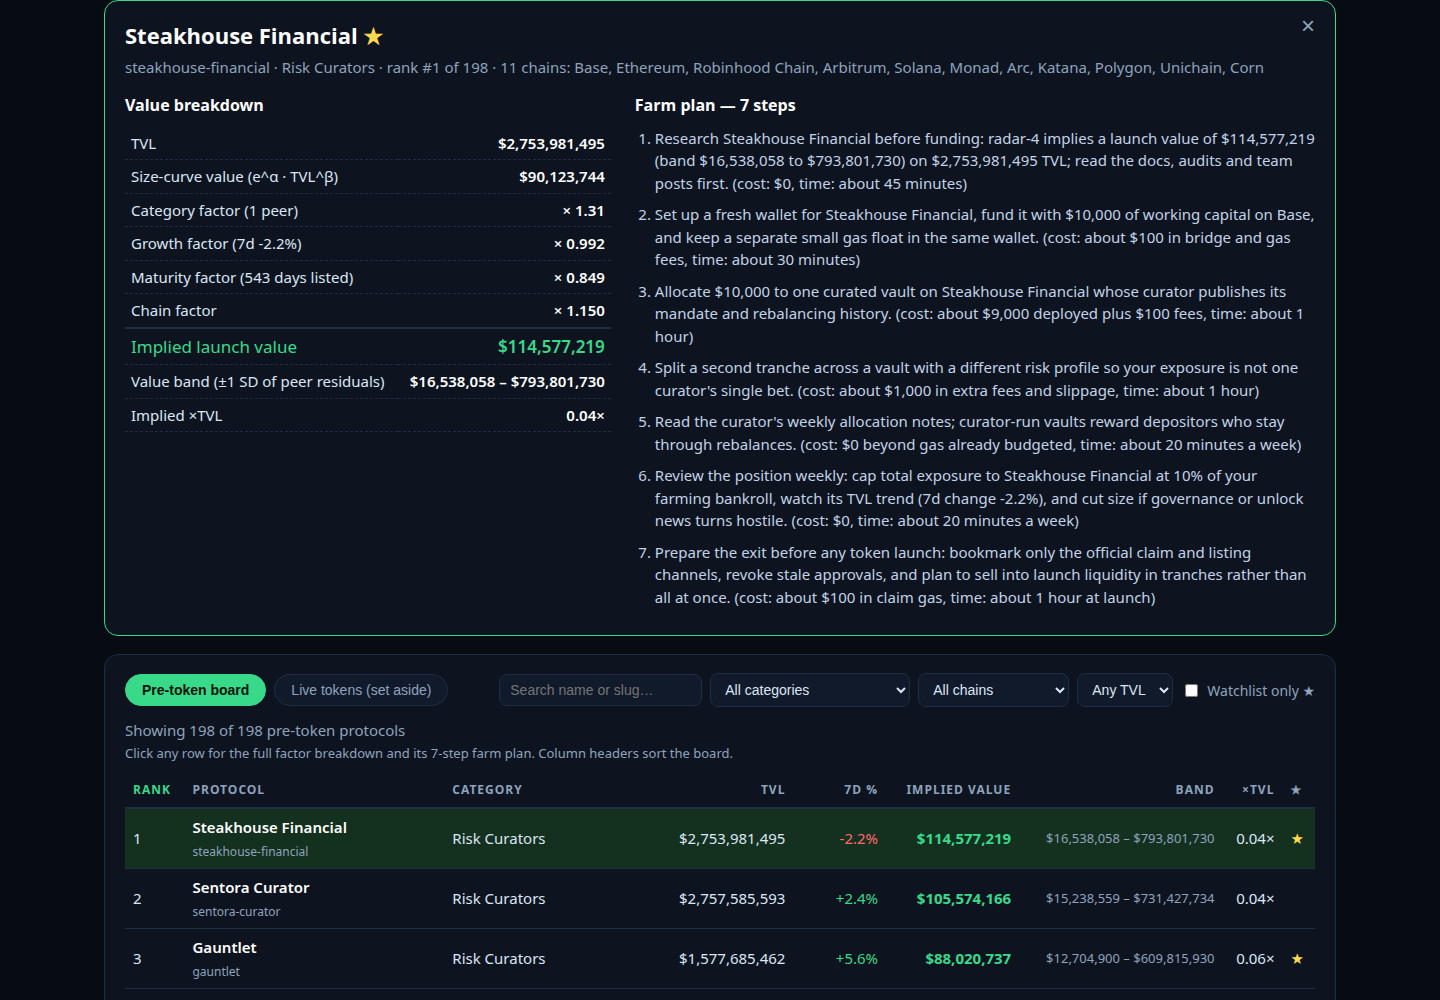 Steakhouse Financial ★
×
steakhouse-financial · Risk Curators · rank #1 of 198 · 11 chains: Base, Ethereum, Robinhood Chain, Arbitrum, Solana, Monad, Arc, Katana, Polygon, Unichain, Corn
Value breakdown
TVL $2,753,981,495
Size-curve value (e^α · TVL^β) $90,123,744
Category factor (1 peer) × 1.31
Growth factor (7d -2.2%) × 0.992
Maturity factor (543 days listed) × 0.849
Chain factor × 1.150
Implied launch value $114,577,219
Value band (±1 SD of peer residuals) $16,538,058 – $793,801,730
Implied ×TVL 0.04×
Farm plan — 7 steps
1. Research Steakhouse Financial before funding: radar-4 implies a launch value of $114,577,219
(band $16,538,058 to $793,801,730) on $2,753,981,495 TVL; read the docs, audits and team
posts first. (cost: $0, time: about 45 minutes)
2. Set up a fresh wallet for Steakhouse Financial, fund it with $10,000 of working capital on Base,
and keep a separate small gas float in the same wallet. (cost: about $100 in bridge and gas
fees, time: about 30 minutes)
3. Allocate $10,000 to one curated vault on Steakhouse Financial whose curator publishes its
mandate and rebalancing history. (cost: about $9,000 deployed plus $100 fees, time: about 1
hour)
4. Split a second tranche across a vault with a different risk profile so your exposure is not one
curator's single bet. (cost: about $1,000 in extra fees and slippage, time: about 1 hour)
5. Read the curator's weekly allocation notes; curator-run vaults reward depositors who stay
through rebalances. (cost: $0 beyond gas already budgeted, time: about 20 minutes a week)
6. Review the position weekly: cap total exposure to Steakhouse Financial at 10% of your
farming bankroll, watch its TVL trend (7d change -2.2%), and cut size if governance or unlock
news turns hostile. (cost: $0, time: about 20 minutes a week)
7. Prepare the exit before any token launch: bookmark only the official claim and listing
channels, revoke stale approvals, and plan to sell into launch liquidity in tranches rather than
all at once. (cost: about $100 in claim gas, time: about 1 hour at launch)
Pre-token board Live tokens (set aside) Search name or slug… All categories All chains Any TVL Watchlist only ★
Showing 198 of 198 pre-token protocols
Click any row for the full factor breakdown and its 7-step farm plan. Column headers sort the board.
RANK PROTOCOL CATEGORY TVL 7D % IMPLIED VALUE BAND ×TVL ★
1 Steakhouse Financial Risk Curators $2,753,981,495 -2.2% $114,577,219 $16,538,058 – $793,801,730 0.04× ★
steakhouse-financial
2 Sentora Curator Risk Curators $2,757,585,593 +2.4% $105,574,166 $15,238,559 – $731,427,734 0.04×
sentora-curator
3 Gauntlet Risk Curators $1,577,685,462 +5.6% $88,020,737 $12,704,900 – $609,815,930 0.06× ★
gauntlet